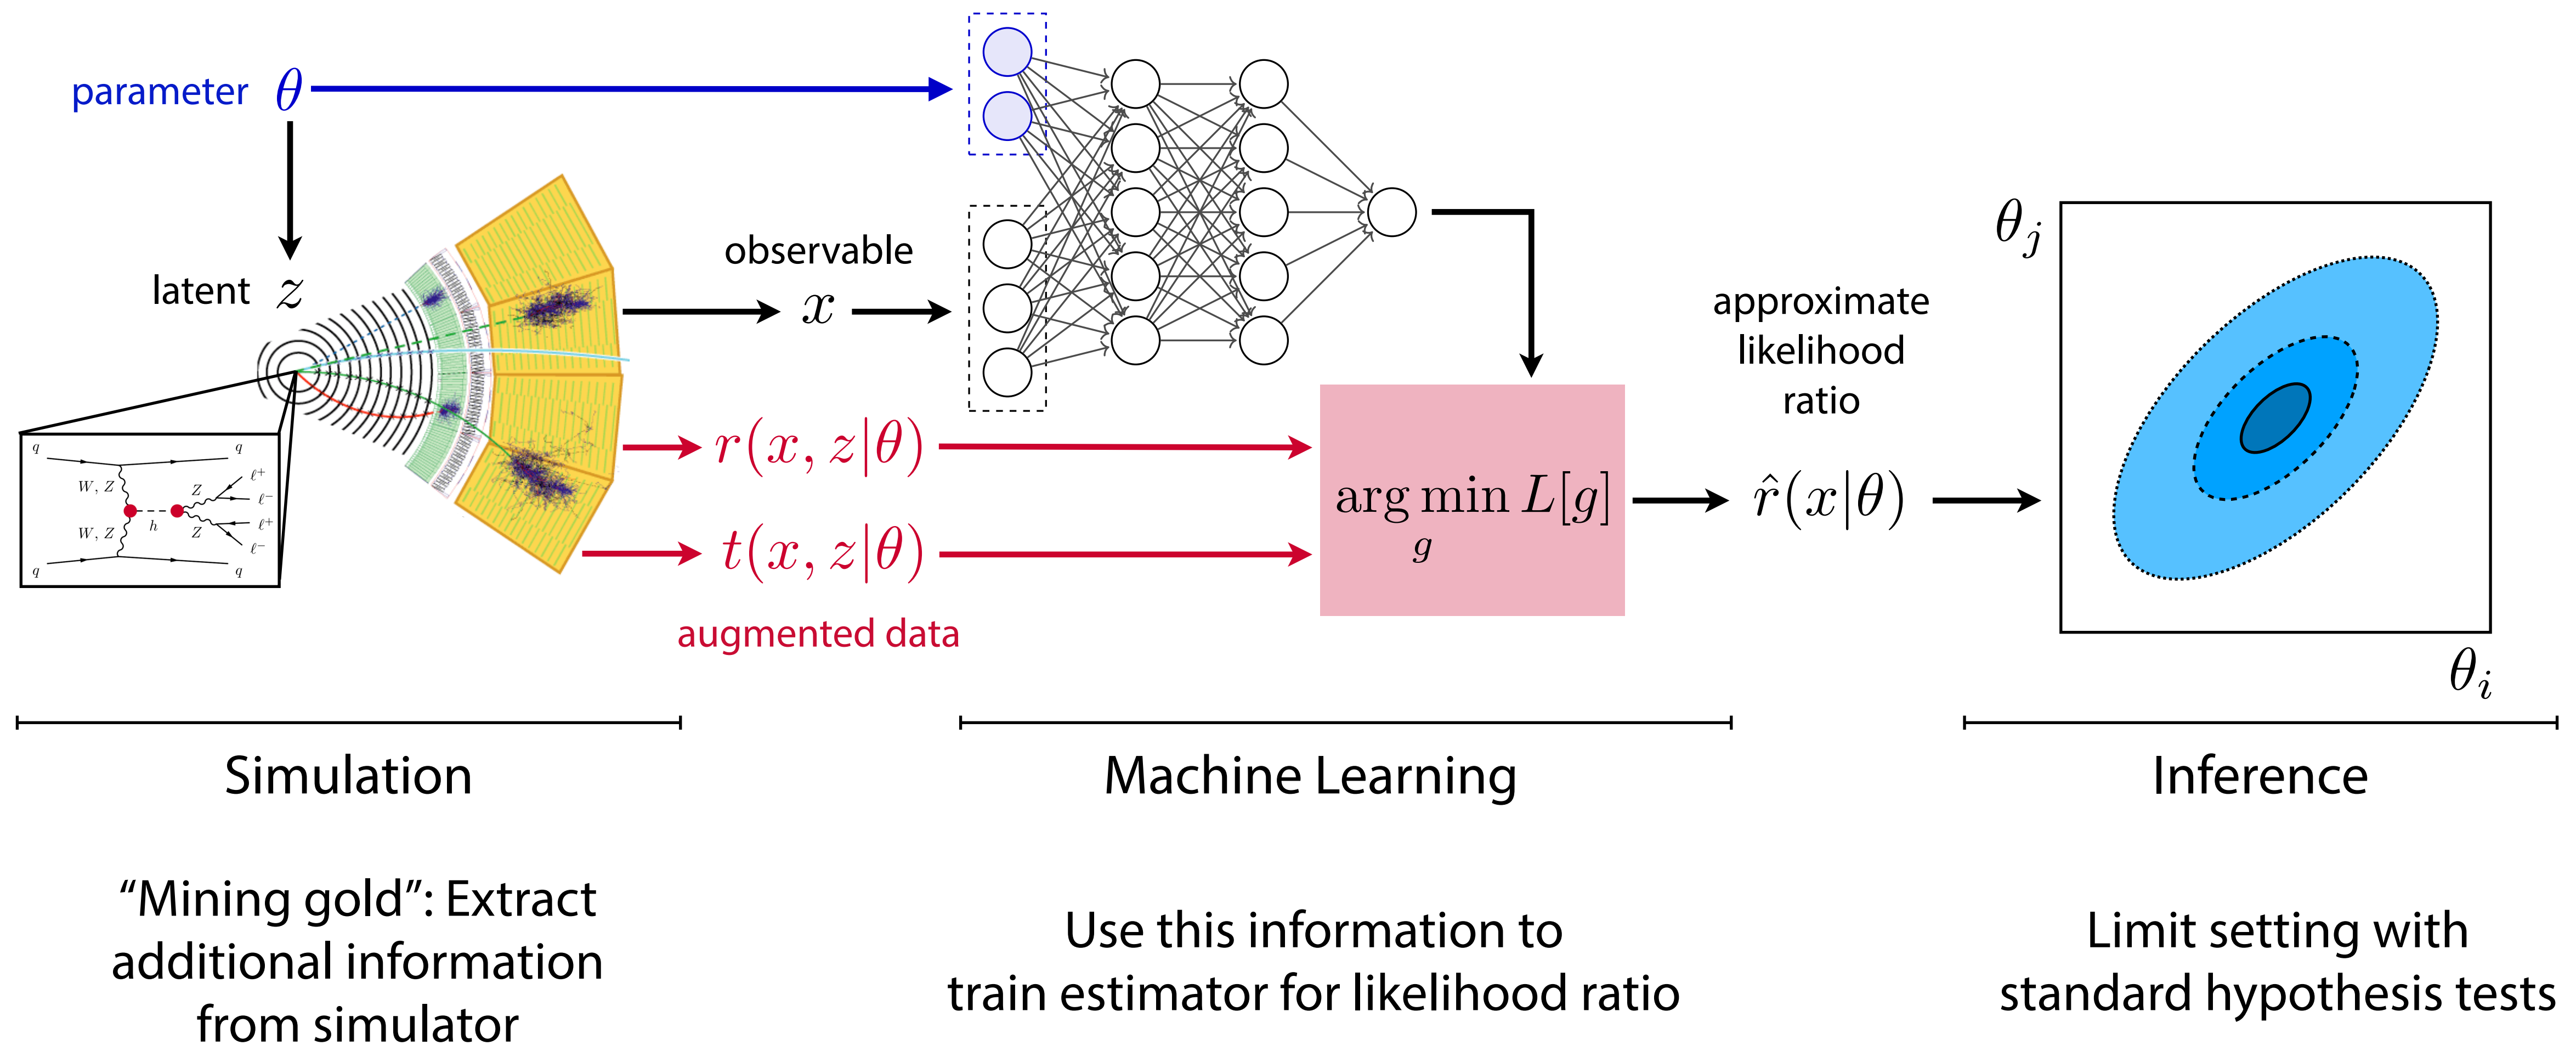 parameter θ
latent z
observable
x
r(x, z|θ)
t(x, z|θ)
augmented data
q
q
W, Z
Z
ℓ+
ℓ−
h
W, Z
Z
ℓ+
ℓ−
q
q
arg min L[g]
g
approximate
likelihood
ratio
r̂(x|θ)
θj
θi
Simulation
“Mining gold”: Extract
additional information
from simulator
Machine Learning
Use this information to
train estimator for likelihood ratio
Inference
Limit setting with
standard hypothesis tests